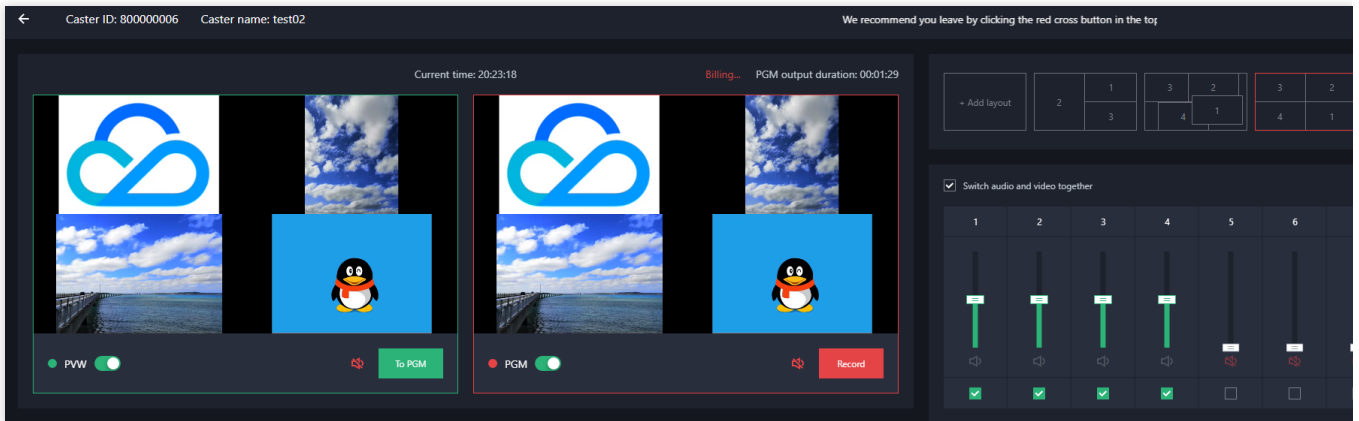 Caster ID: 800000006 Caster name: test02 We recommend you leave by clicking the red cross button in the top
Current time: 20:23:18 Billing... PGM output duration: 00:01:29
+ Add layout 2 1 3 3 2 4 1 3 2 4 1
Switch audio and video together
1 2 3 4 5 6
PVW To PGM PGM Record